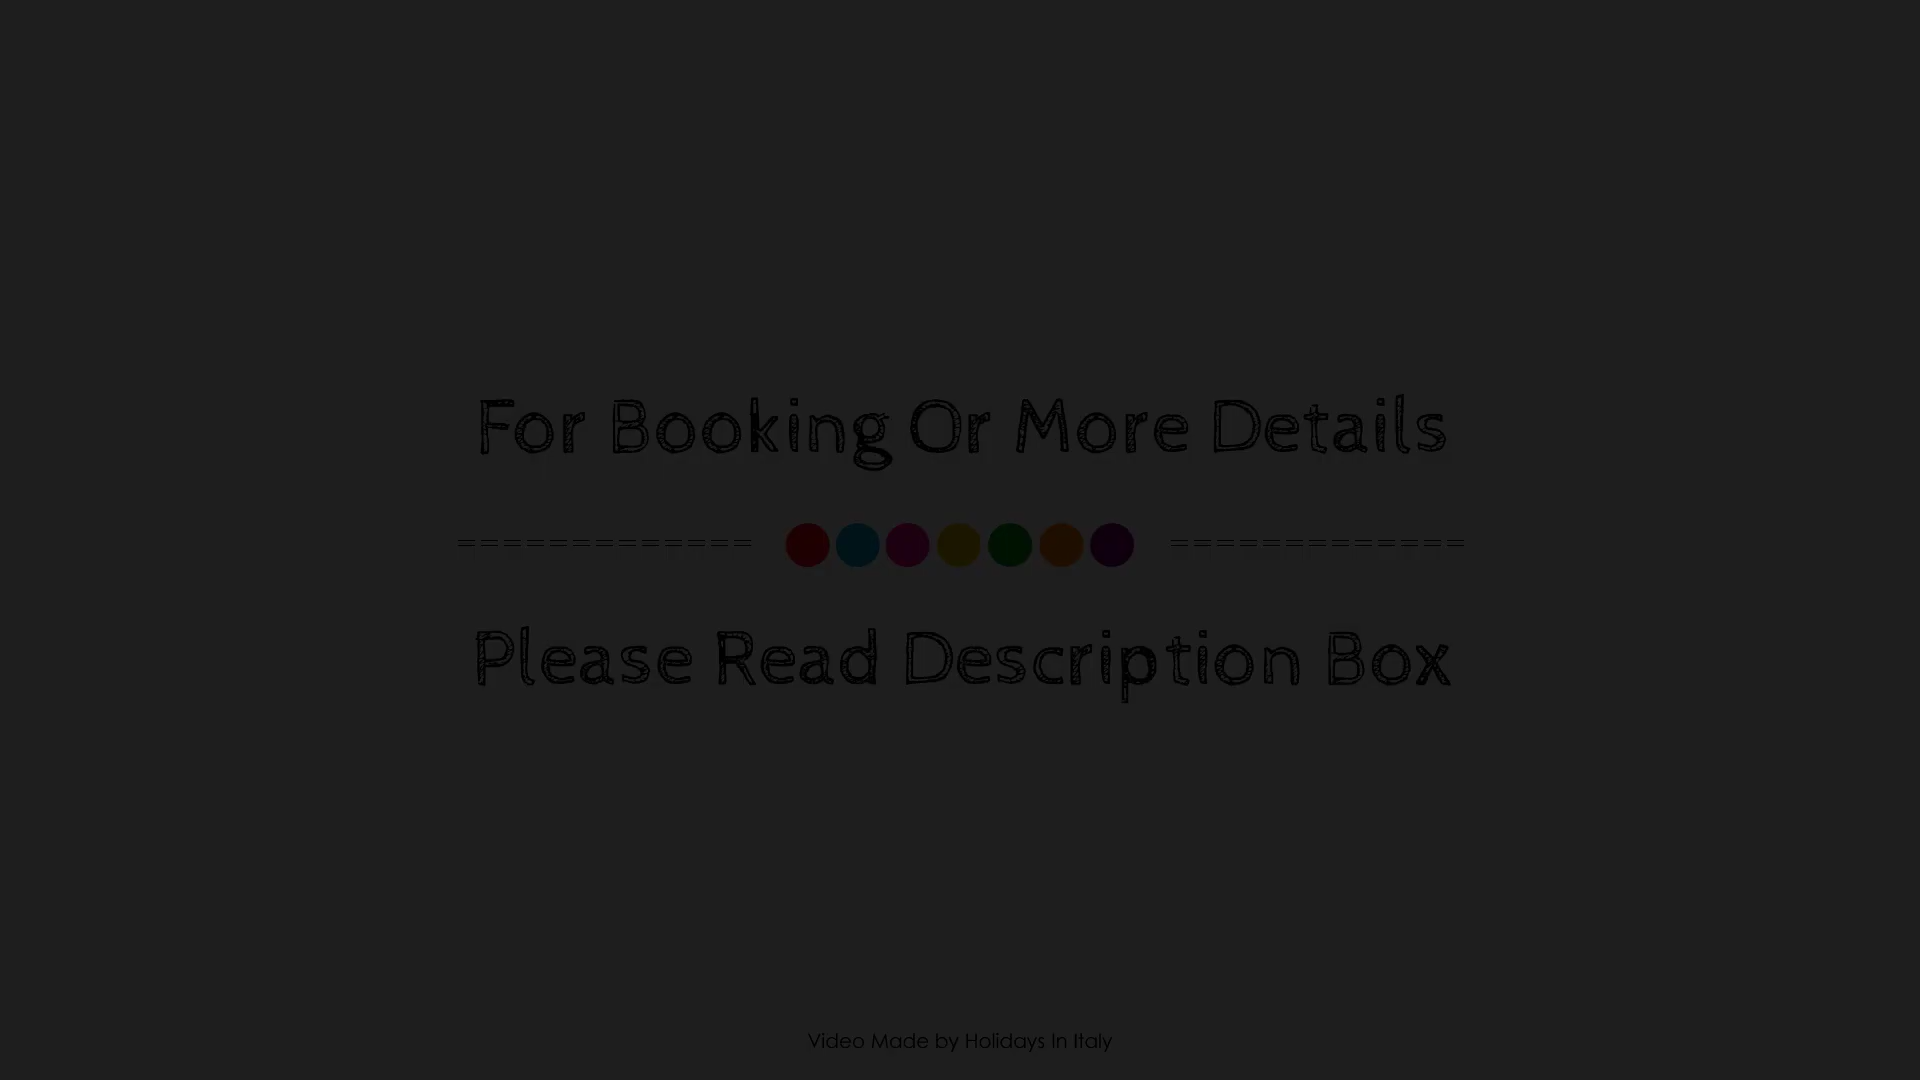 For Booking Or More Details
============= =============
Please Read Description Box
Video Made by Holidays In Italy